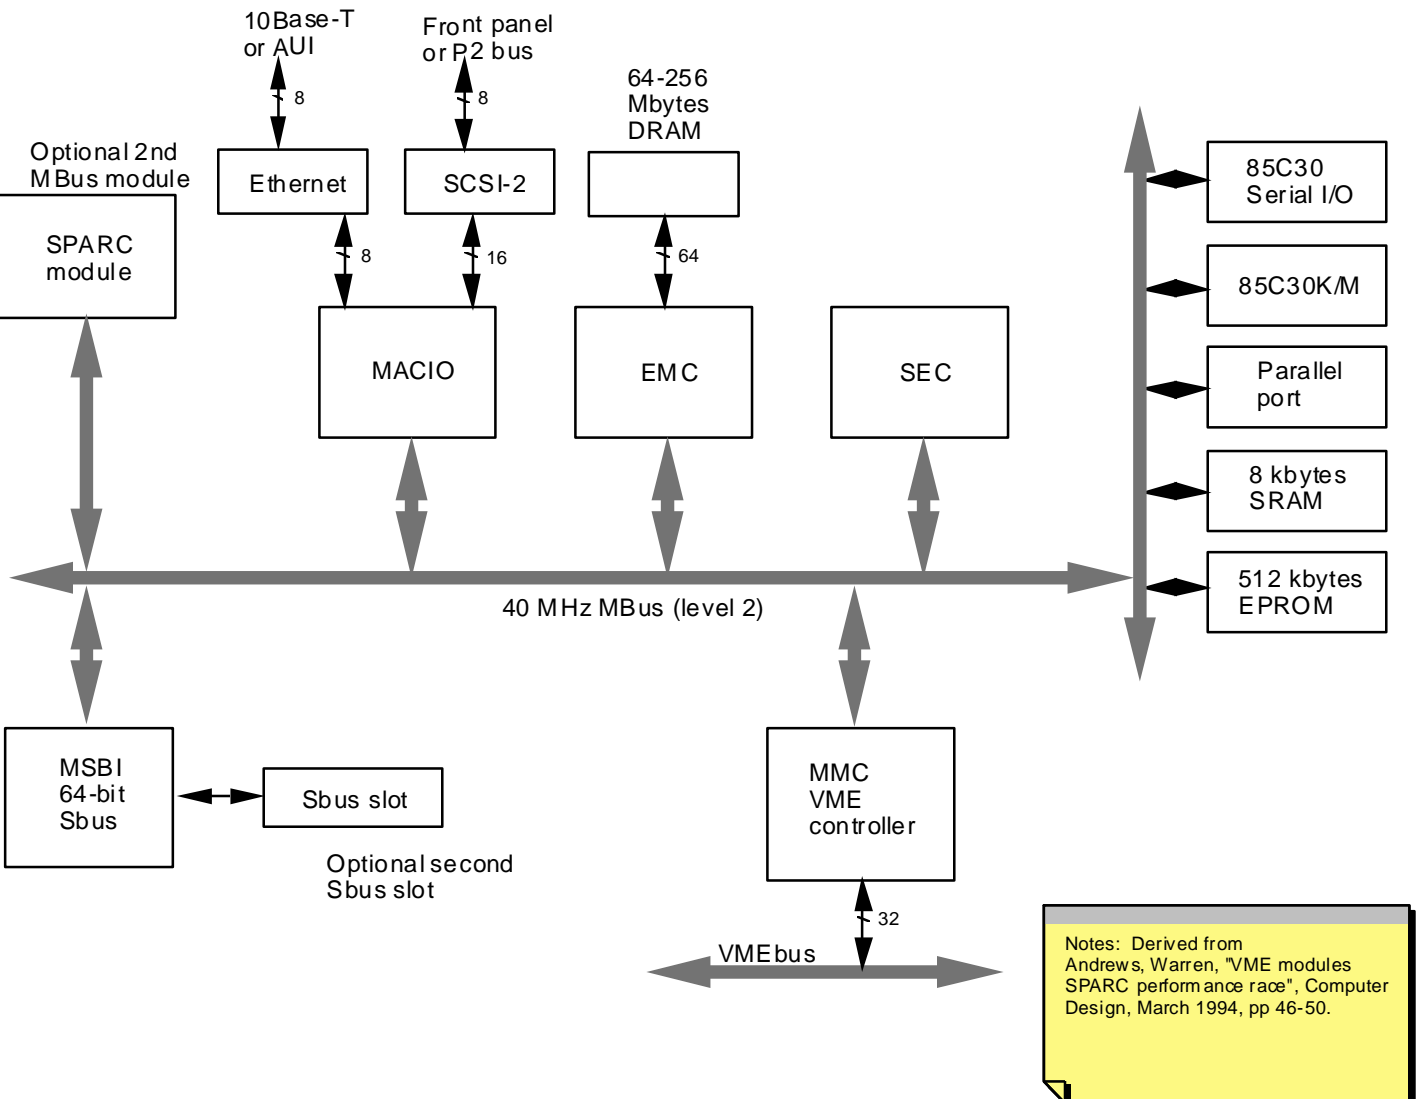 10Base-T
or AUI
8
Front panel
or P2 bus
8
64-256
Mbytes
DRAM
Optional 2nd
MBus module
Ethernet
SCSI-2
85C30
Serial I/O
SPARC
module
8
16
64
85C30K/M
MACIO
EMC
SEC
Parallel
port
8 kbytes
SRAM
512 kbytes
EPROM
40 MHz MBus (level 2)
MSBI
64-bit
Sbus
Sbus slot
Optional second
Sbus slot
MMC
VME
controller
32
VMEbus
Notes: Derived from
Andrews, Warren, "VME modules
SPARC performance race", Computer
Design, March 1994, pp 46-50.